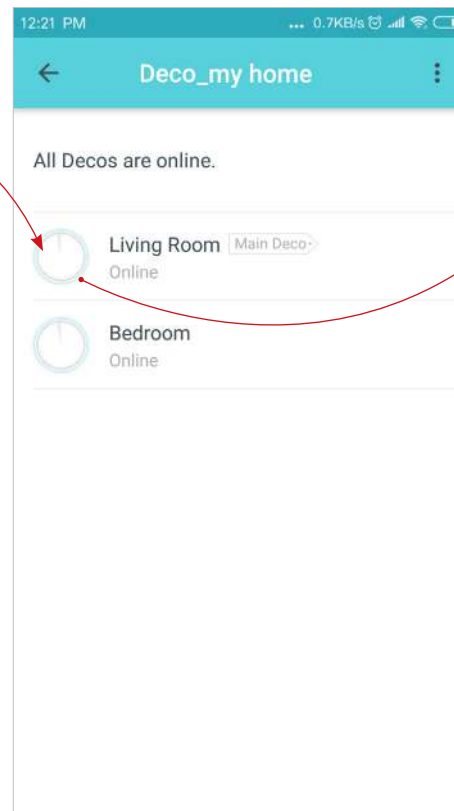 12:21 PM ... 0.7KB/s
Deco_my home
All Decos are online.
Living Room Main Deco
Online
Bedroom
Online